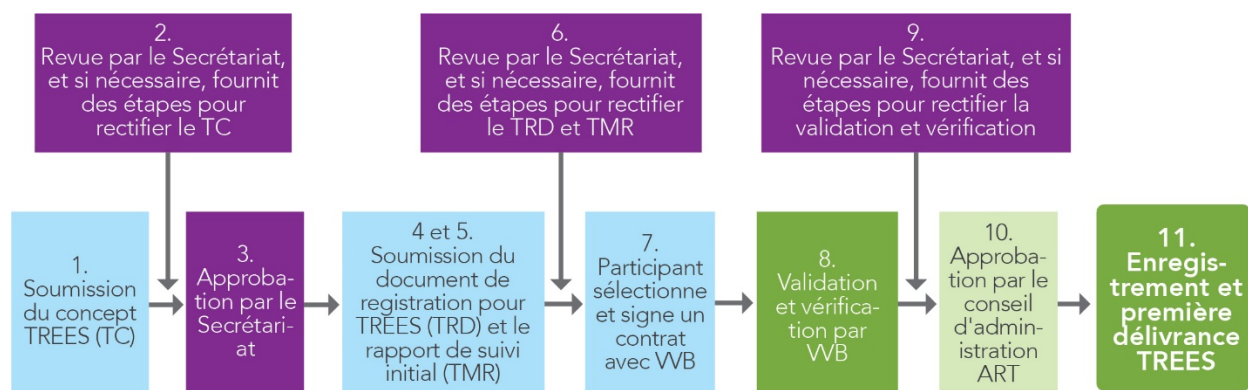 2.
Revue par le Secrétariat,
et si nécessaire, fournit
des étapes pour
rectifier le TC
6.
Revue par le Secrétariat,
et si nécessaire, fournit
des étapes pour rectifier
le TRD et TMR
9.
Revue par le Secrétariat, et si
nécessaire, fournit des
étapes pour rectifier la
validation et vérification
1.
Soumission
du concept
TREES (TC)
3.
Approba-
tion par le
Secrétari-
at
4 et 5.
Soumission du
document de
registration pour
TREES (TRD) et le
rapport de suivi
initial (TMR)
7.
Participant
sélectionne
et signe un
contrat
avec VVB
8.
Validation
et vérifica-
tion par
VVB
10.
Approba-
tion par le
conseil
d'admin-
istration
ART
11.
Enregis-
trement et
première
délivrance
TREES